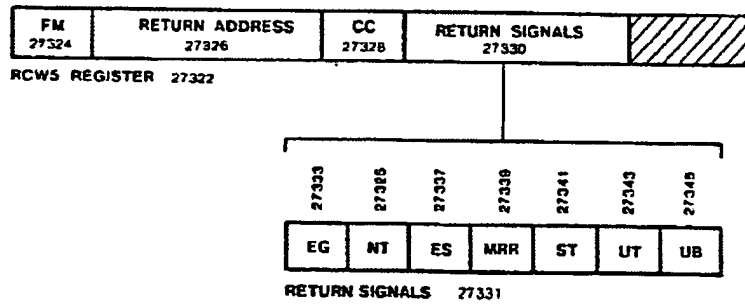 FM RETURN ADDRESS CC RETURN SIGNALS
27324 27326 27328 27330
RCWS REGISTER 27322
27333 27335 27337 27339 27341 27343 27345
EG NT ES MRR ST UT UB
RETURN SIGNALS 27331